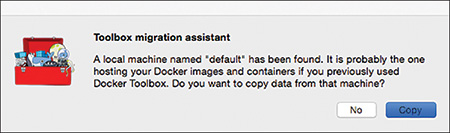 Toolbox migration assistant
A local machine named "default" has been found. It is probably the one
hosting your Docker images and containers if you previously used
Docker Toolbox. Do you want to copy data from that machine?
No
Copy